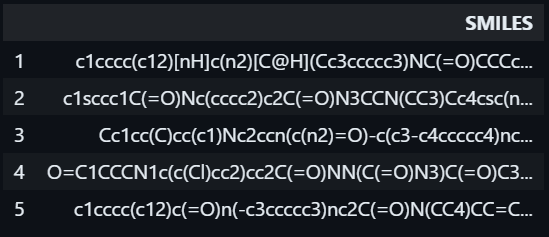 SMILES
1 c1cccc(c12)[nH]c(n2)[C@H](Cc3ccccc3)NC(=O)CCCc...
2 c1sccc1C(=O)Nc(cccc2)c2C(=O)N3CCN(CC3)Cc4csc(n...
3 Cc1cc(C)cc(c1)Nc2ccn(c(n2)=O)-c(c3-c4ccccc4)nc...
4 O=C1CCCN1c(c(Cl)cc2)cc2C(=O)NN(C(=O)N3)C(=O)C3...
5 c1cccc(c12)c(=O)n(-c3ccccc3)nc2C(=O)N(CC4)CC=C...